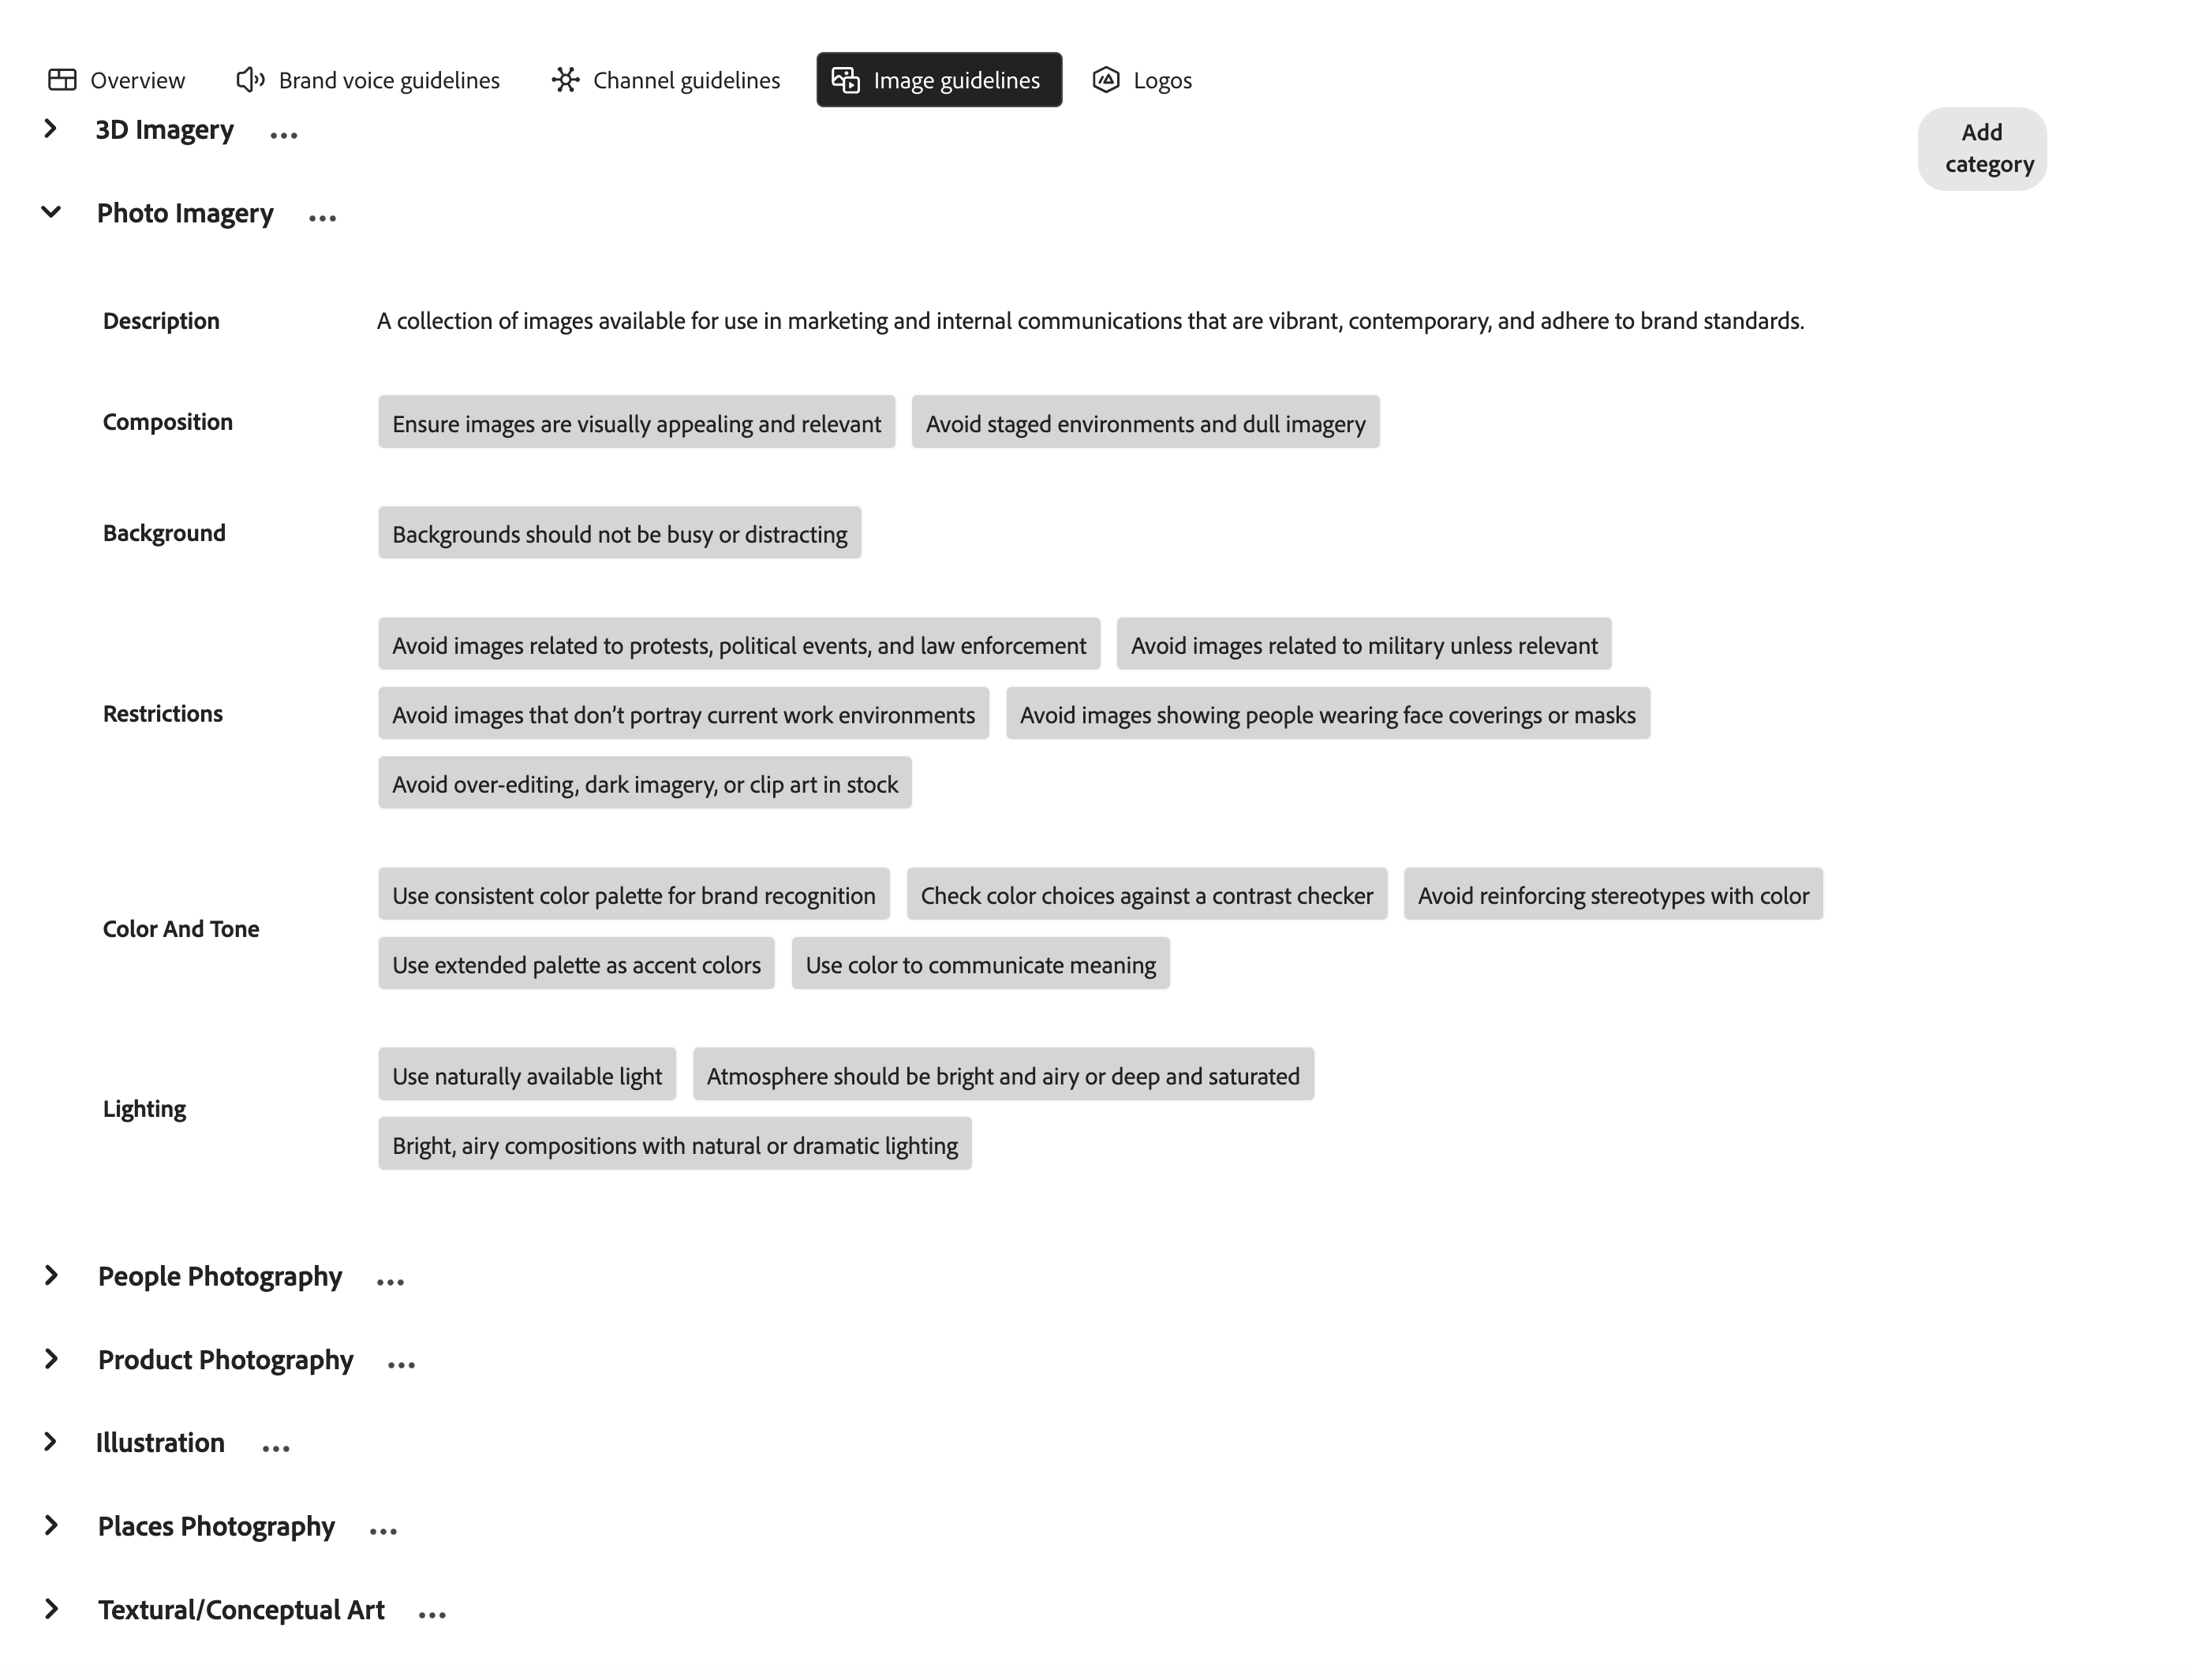 Overview Brand voice guidelines Channel guidelines Image guidelines Logos
3D Imagery ...
Add
category
Photo Imagery ...
Description A collection of images available for use in marketing and internal communications that are vibrant, contemporary, and adhere to brand standards.
Composition Ensure images are visually appealing and relevant Avoid staged environments and dull imagery
Background Backgrounds should not be busy or distracting
Restrictions
Avoid images related to protests, political events, and law enforcement Avoid images related to military unless relevant
Avoid images that don’t portray current work environments Avoid images showing people wearing face coverings or masks
Avoid over-editing, dark imagery, or clip art in stock
Color And Tone
Use consistent color palette for brand recognition Check color choices against a contrast checker Avoid reinforcing stereotypes with color
Use extended palette as accent colors Use color to communicate meaning
Lighting
Use naturally available light Atmosphere should be bright and airy or deep and saturated
Bright, airy compositions with natural or dramatic lighting
People Photography ...
Product Photography ...
Illustration ...
Places Photography ...
Textural/Conceptual Art ...